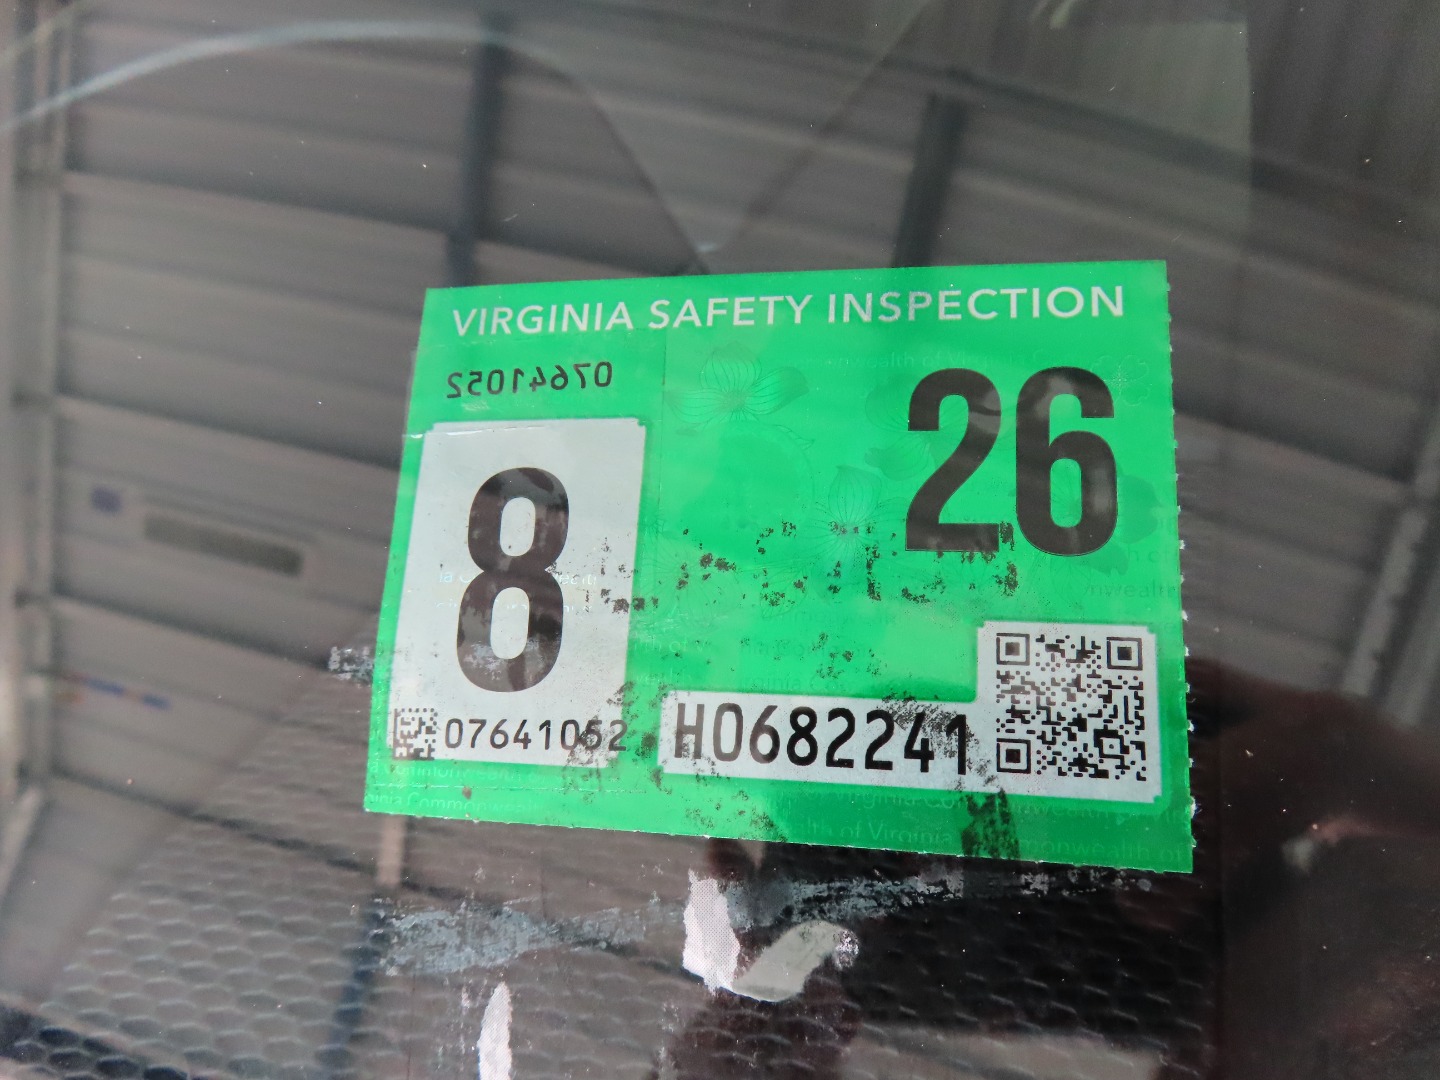 VIRGINIA SAFETY INSPECTION
07641052
26
8
07641052
H0682241